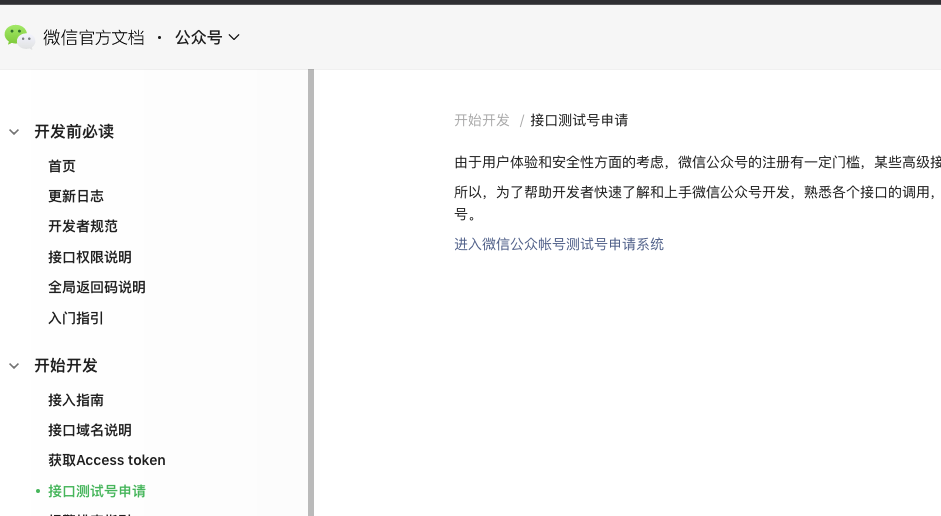 微信官方文档 · 公众号
开发前必读
首页
更新日志
开发者规范
接口权限说明
全局返回码说明
入门指引
开始开发
接入指南
接口域名说明
获取Access token
接口测试号申请
开始开发 / 接口测试号申请
由于用户体验和安全性方面的考虑，微信公众号的注册有一定门槛，某些高级接
所以，为了帮助开发者快速了解和上手微信公众号开发，熟悉各个接口的调用，
号。
进入微信公众帐号测试号申请系统